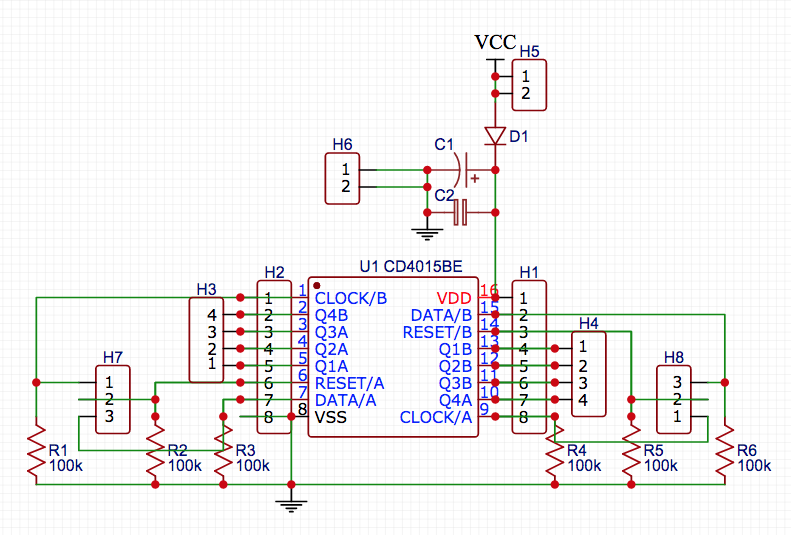 VCC
H5
1
2
D1
H6
1
2
C1
+
C2
U1 CD4015BE
H3
4
3
2
1
H2
1
2
3
4
5
6
7
8
1 CLOCK/B
2 Q4B
3 Q3A
4 Q2A
5 Q1A
6 RESET/A
7 DATA/A
8 VSS
VDD 16
DATA/B 15
RESET/B 14
Q1B 13
Q2B 12
Q3B 11
Q4A 10
CLOCK/A 9
H1
1
2
3
4
5
6
7
8
H4
1
2
3
4
H7
1
2
3
H8
3
2
1
R1
100k
R2
100k
R3
100k
R4
100k
R5
100k
R6
100k